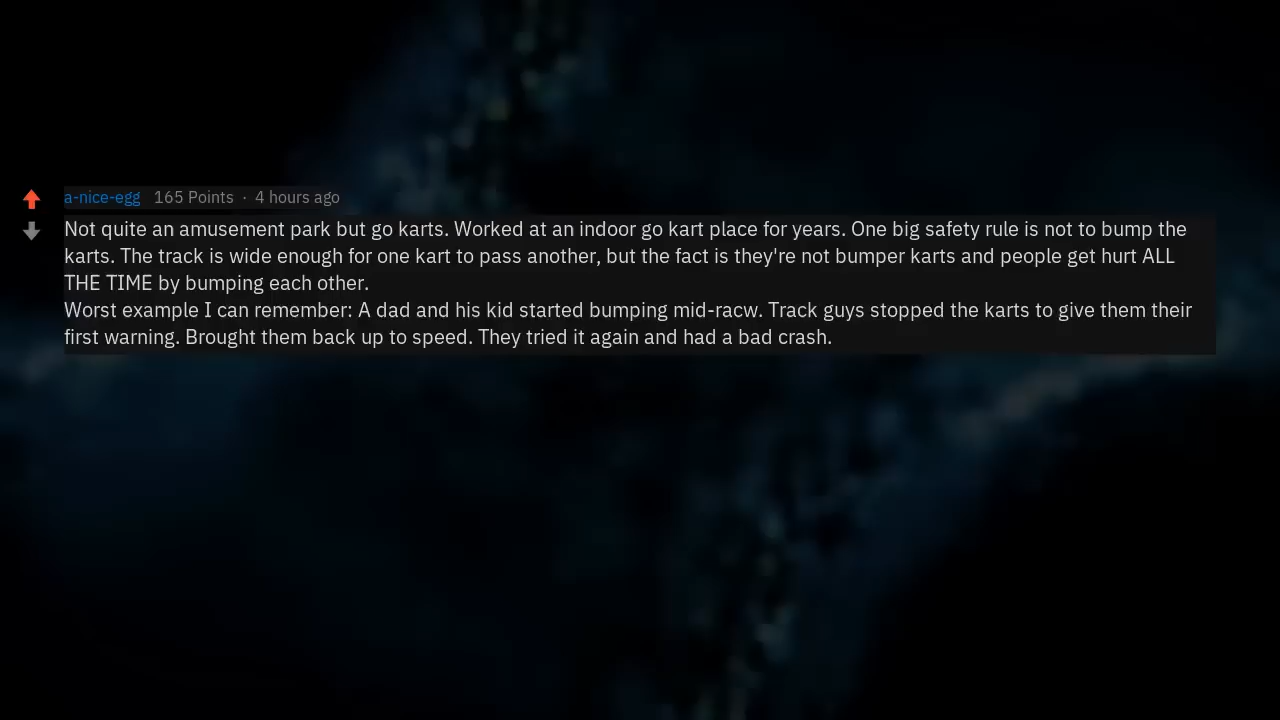 a-nice-egg 165 Points · 4 hours ago
Not quite an amusement park but go karts. Worked at an indoor go kart place for years. One big safety rule is not to bump the
karts. The track is wide enough for one kart to pass another, but the fact is they're not bumper karts and people get hurt ALL
THE TIME by bumping each other.
Worst example I can remember: A dad and his kid started bumping mid-racw. Track guys stopped the karts to give them their
first warning. Brought them back up to speed. They tried it again and had a bad crash.